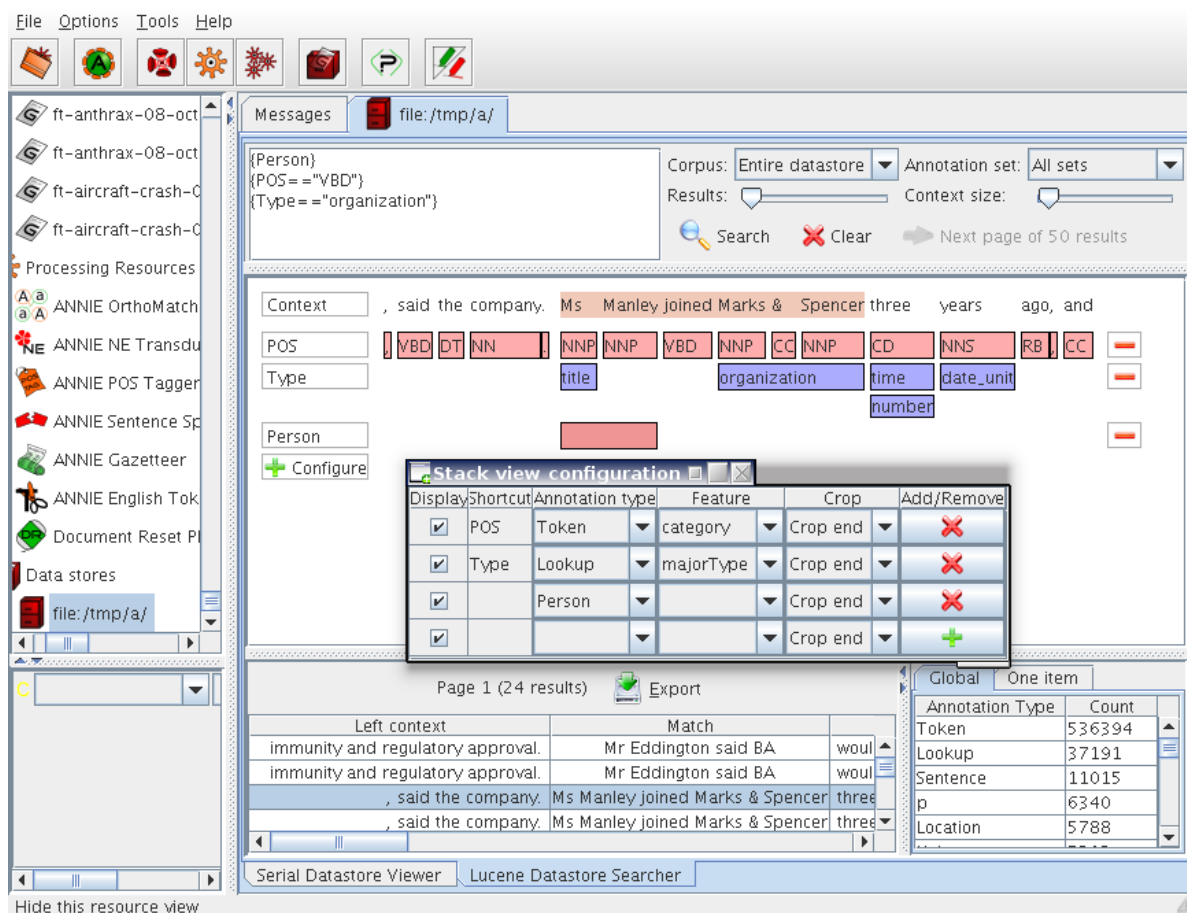 File Options Tools Help
ft-anthrax-08-oct
ft-anthrax-08-oct
ft-aircraft-crash-0
ft-aircraft-crash-0
Processing Resources
ANNIE OrthoMatch
ANNIE NE Transdu
ANNIE POS Tagger
ANNIE Sentence Sp
ANNIE Gazetteer
ANNIE English Tok
Document Reset Pl
Data stores
file:/tmp/a/
Messages file:/tmp/a/
{Person}
{POS=="VBD"}
{Type=="organization"}
Corpus: Entire datastore Annotation set: All sets
Results: Context size:
Search Clear Next page of 50 results
Context , said the company. Ms Manley joined Marks & Spencer three years ago, and
POS , VBD DT NN . NNP NNP VBD NNP CC NNP CD NNS RB , CC
Type title organization time date_unit
number
Person
Configure
Stack view configuration
Display Shortcut Annotation type Feature Crop Add/Remove
POS Token category Crop end
Type Lookup majorType Crop end
Person Crop end
Crop end
Page 1 (24 results) Export
Left context Match
immunity and regulatory approval. Mr Eddington said BA woul
immunity and regulatory approval. Mr Eddington said BA woul
, said the company. Ms Manley joined Marks & Spencer three
, said the company. Ms Manley joined Marks & Spencer three
Global One item
Annotation Type Count
Token 536394
Lookup 37191
Sentence 11015
p 6340
Location 5788
Serial Datastore Viewer Lucene Datastore Searcher
Hide this resource view